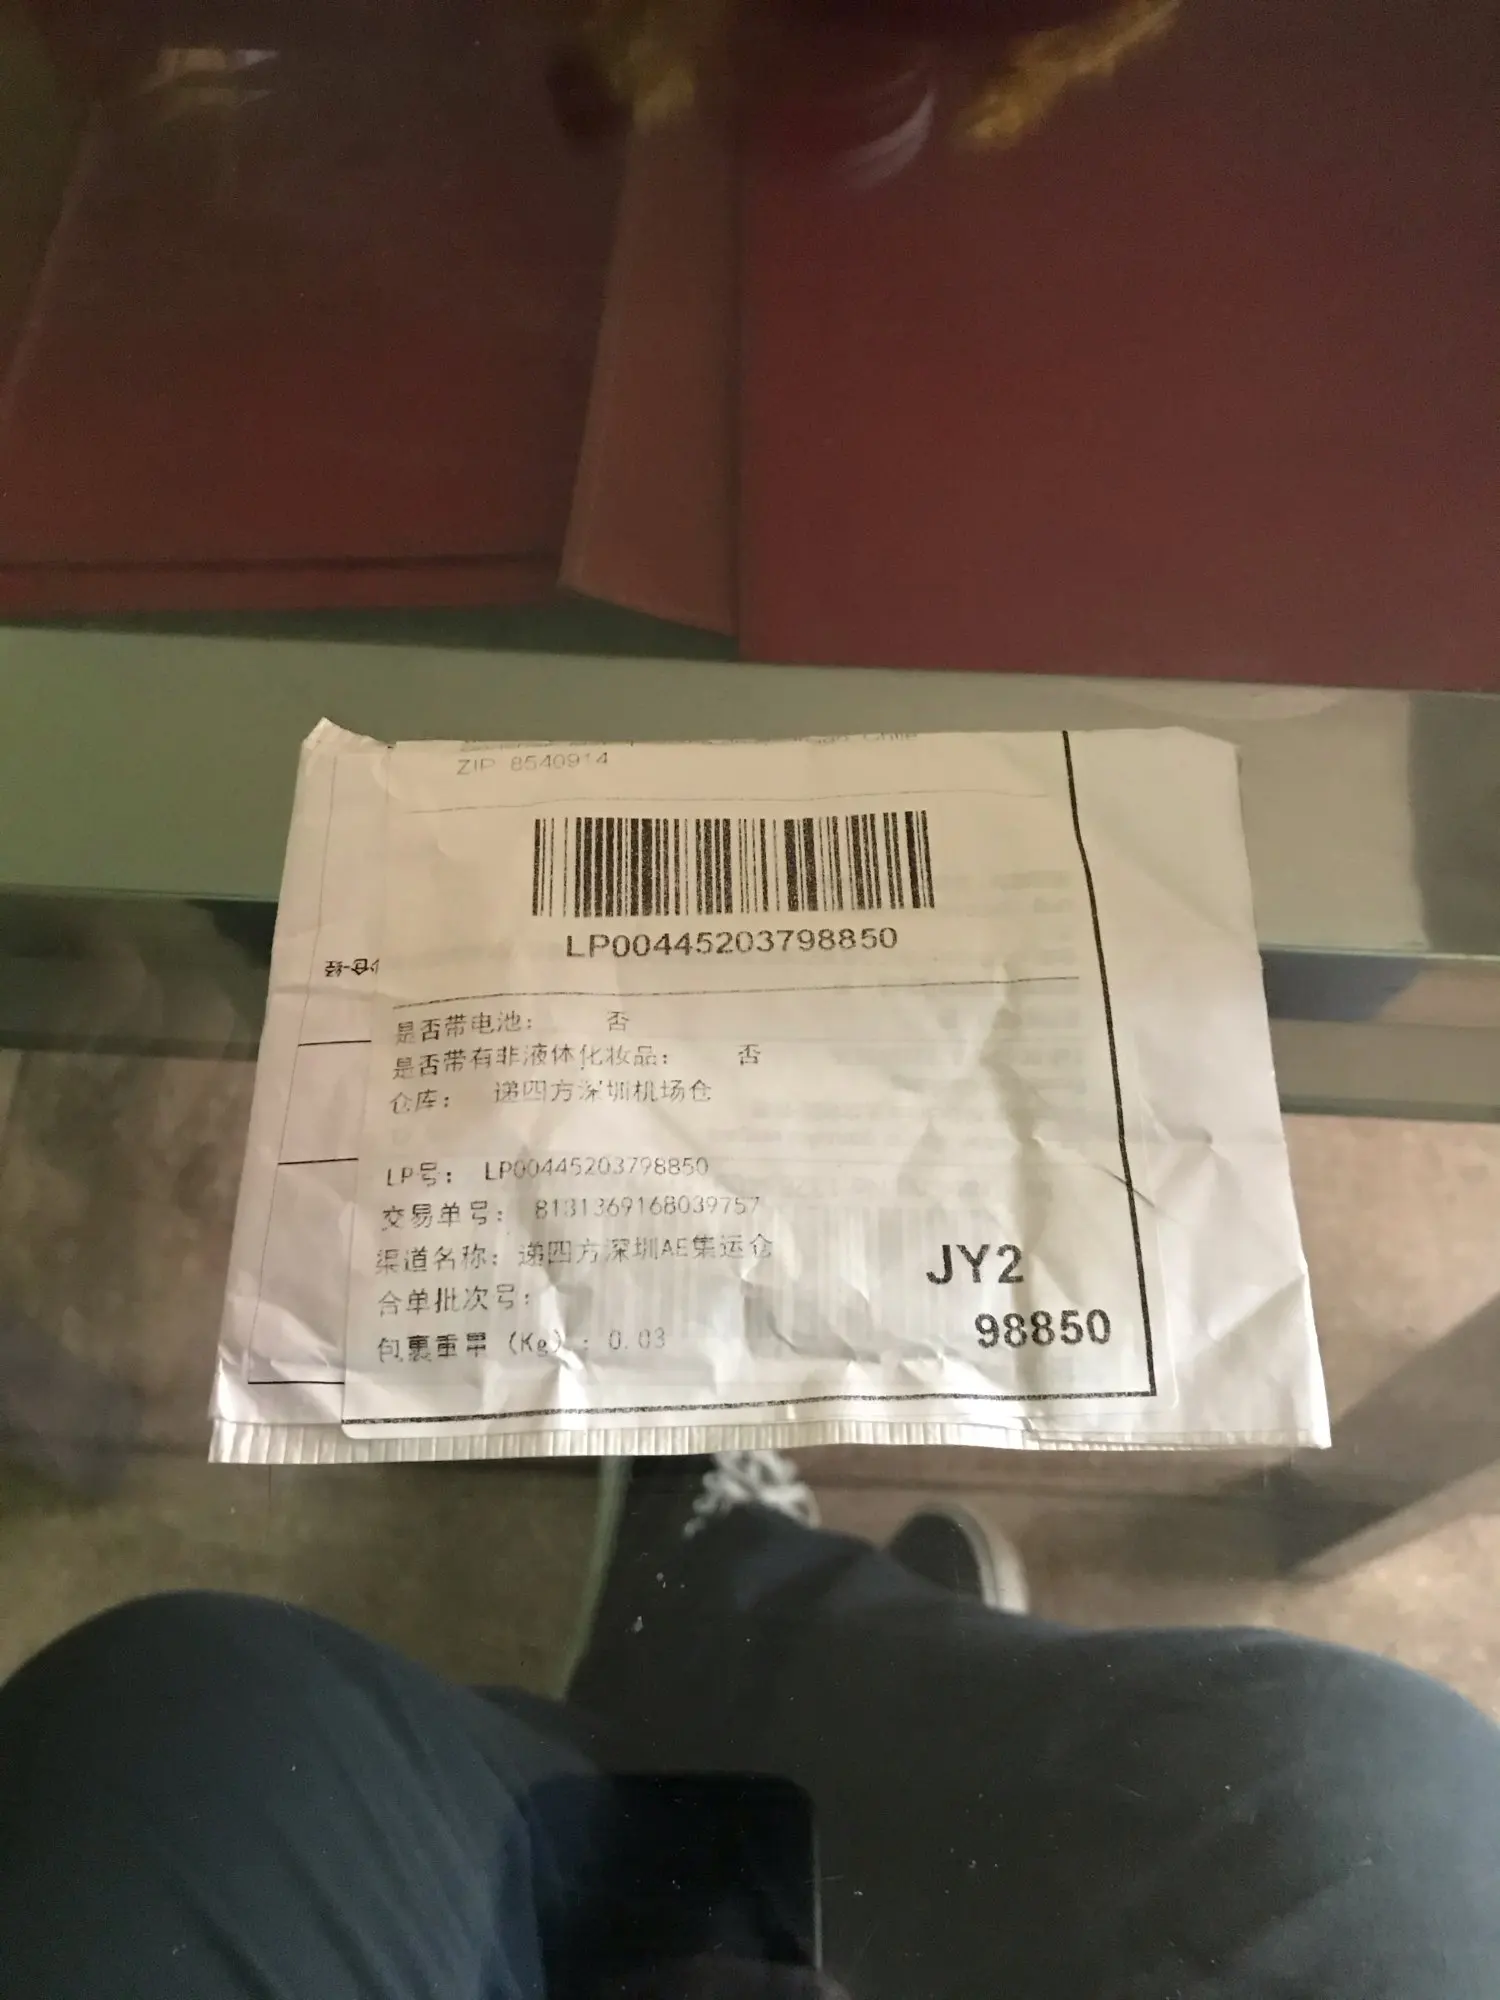 Chile
ZIP 8540914
LP00445203798850
是否带电池： 否
是否带有非液体化妆品： 否
仓库： 递四方深圳机场仓
LP号： LP00445203798850
交易单号： 8131369168039757
渠道名称：递四方深圳AE集运仓
合单批次号：
包裹重量（Kg）：0.03
JY2
98850